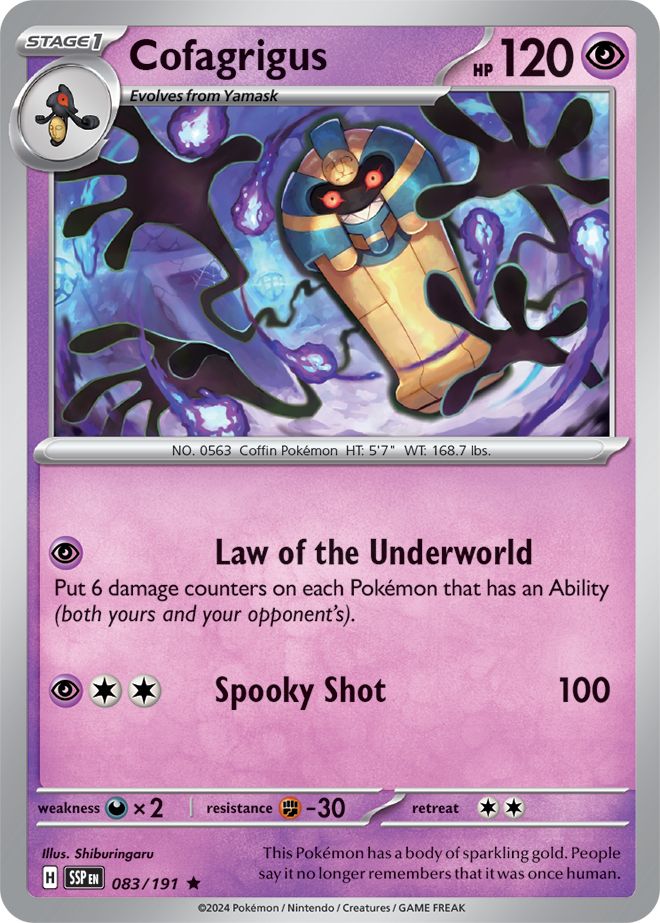 STAGE1
Cofagrigus
HP 120
Evolves from Yamask
NO. 0563 Coffin Pokémon HT: 5'7" WT: 168.7 lbs.
Law of the Underworld
Put 6 damage counters on each Pokémon that has an Ability
(both yours and your opponent's).
Spooky Shot 100
weakness ×2 resistance -30 retreat
Illus. Shiburingaru
This Pokémon has a body of sparkling gold. People
say it no longer remembers that it was once human.
H SSP EN 083/191 ★
©2024 Pokémon / Nintendo / Creatures / GAME FREAK